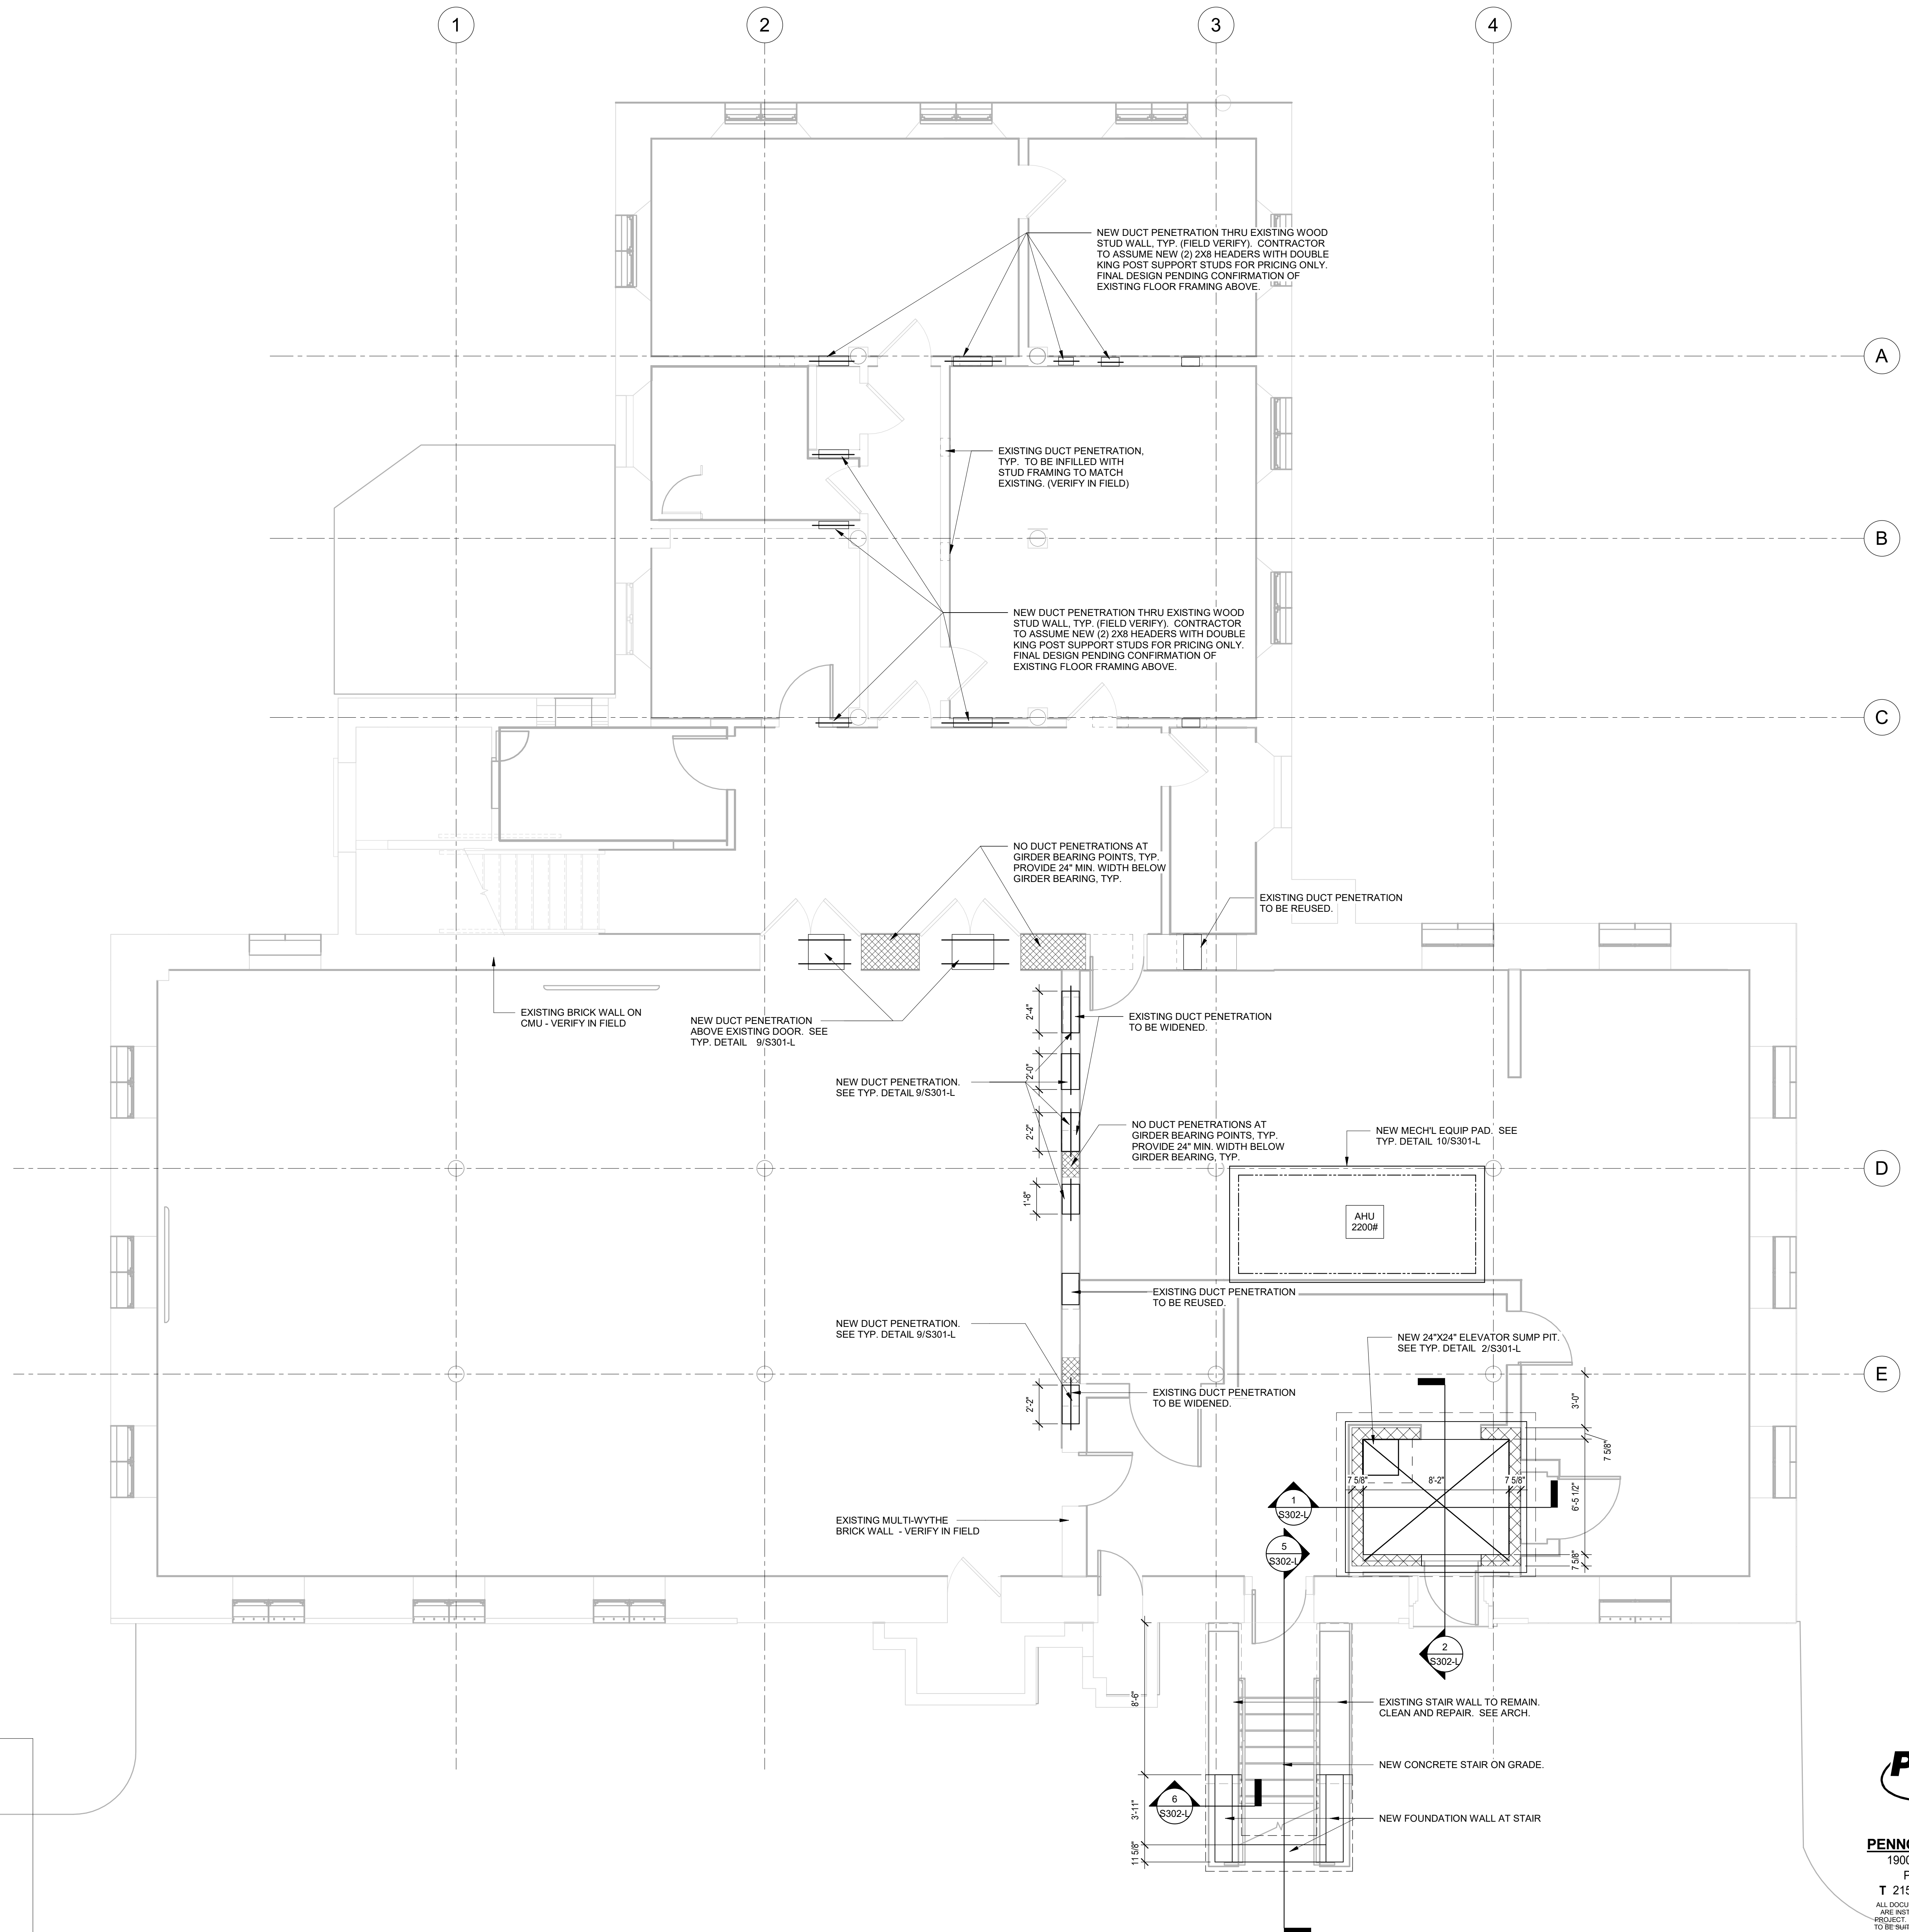 1
2
3
4
NEW DUCT PENETRATION THRU EXISTING WOOD
STUD WALL, TYP. (FIELD VERIFY). CONTRACTOR
TO ASSUME NEW (2) 2X8 HEADERS WITH DOUBLE
KING POST SUPPORT STUDS FOR PRICING ONLY.
FINAL DESIGN PENDING CONFIRMATION OF
EXISTING FLOOR FRAMING ABOVE.
A
EXISTING DUCT PENETRATION,
TYP. TO BE INFILLED WITH
STUD FRAMING TO MATCH
EXISTING. (VERIFY IN FIELD)
B
NEW DUCT PENETRATION THRU EXISTING WOOD
STUD WALL, TYP. (FIELD VERIFY). CONTRACTOR
TO ASSUME NEW (2) 2X8 HEADERS WITH DOUBLE
KING POST SUPPORT STUDS FOR PRICING ONLY.
FINAL DESIGN PENDING CONFIRMATION OF
EXISTING FLOOR FRAMING ABOVE.
C
NO DUCT PENETRATIONS AT
GIRDER BEARING POINTS, TYP.
PROVIDE 24" MIN. WIDTH BELOW
GIRDER BEARING, TYP.
EXISTING DUCT PENETRATION
TO BE REUSED.
EXISTING BRICK WALL ON
CMU - VERIFY IN FIELD
NEW DUCT PENETRATION
ABOVE EXISTING DOOR. SEE
TYP. DETAIL 9/S301-L
2'-4"
EXISTING DUCT PENETRATION
TO BE WIDENED.
2'-0"
NEW DUCT PENETRATION.
SEE TYP. DETAIL 9/S301-L
2'-2"
NO DUCT PENETRATIONS AT
GIRDER BEARING POINTS, TYP.
PROVIDE 24" MIN. WIDTH BELOW
GIRDER BEARING, TYP.
NEW MECH'L EQUIP PAD. SEE
TYP. DETAIL 10/S301-L
D
1'-8"
AHU
2200#
EXISTING DUCT PENETRATION
TO BE REUSED.
NEW DUCT PENETRATION.
SEE TYP. DETAIL 9/S301-L
NEW 24"X24" ELEVATOR SUMP PIT.
SEE TYP. DETAIL 2/S301-L
E
2'-2"
EXISTING DUCT PENETRATION
TO BE WIDENED.
3'-0"
7 5/8"
7 5/8"
8'-2"
7 5/8"
6'-5 1/2"
7 5/8"
1
S302-L
EXISTING MULTI-WYTHE
BRICK WALL - VERIFY IN FIELD
5
S302-L
2
S302-L
8'-6"
EXISTING STAIR WALL TO REMAIN.
CLEAN AND REPAIR. SEE ARCH.
NEW CONCRETE STAIR ON GRADE.
6
S302-L
3'-11"
NEW FOUNDATION WALL AT STAIR
11 5/8"
P
PENNO
1900
P
T 215
ALL DOCU
ARE INST
PROJECT.
TO BE SUIT